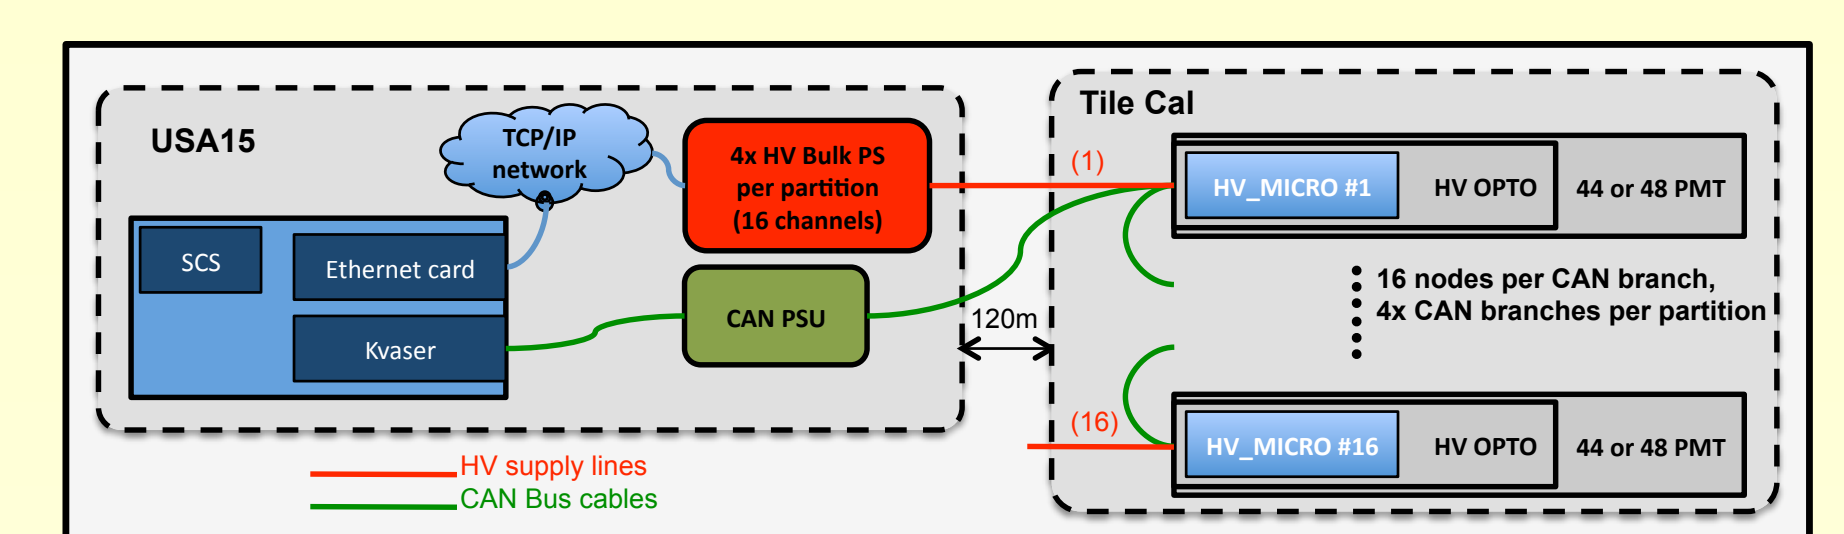 USA15
TCP/IP
network
4x HV Bulk PS
per partition
(16 channels)
SCS
Ethernet card
Kvaser
CAN PSU
120m
Tile Cal
(1)
HV_MICRO #1
HV OPTO
44 or 48 PMT
16 nodes per CAN branch,
4x CAN branches per partition
(16)
HV_MICRO #16
HV OPTO
44 or 48 PMT
HV supply lines
CAN Bus cables